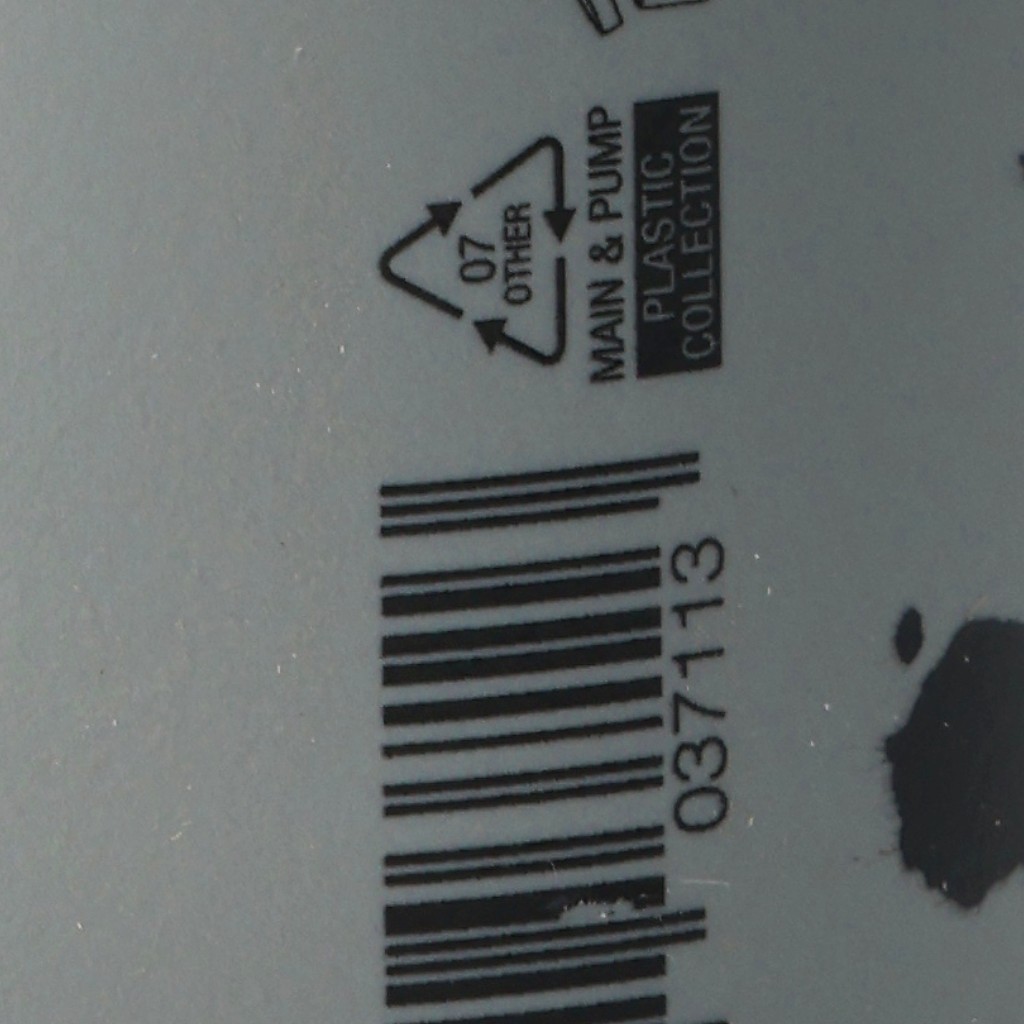 07
OTHER
MAIN & PUMP
PLASTIC
COLLECTION
037113